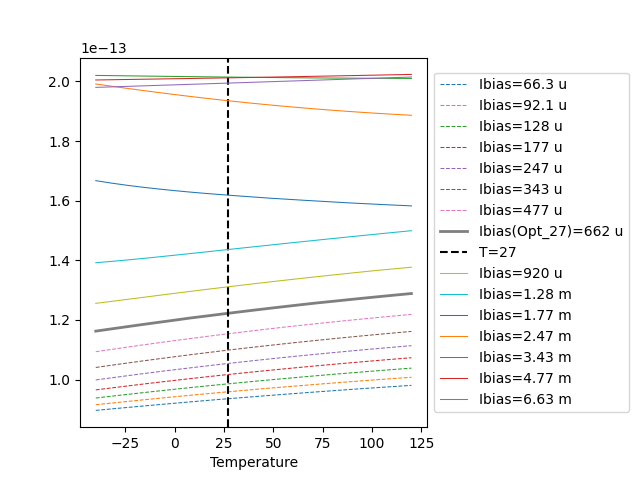 1e−13
2.0
1.8
1.6
1.4
1.2
1.0
−25 0 25 50 75 100 125
Temperature
Ibias=66.3 u
Ibias=92.1 u
Ibias=128 u
Ibias=177 u
Ibias=247 u
Ibias=343 u
Ibias=477 u
Ibias(Opt_27)=662 u
T=27
Ibias=920 u
Ibias=1.28 m
Ibias=1.77 m
Ibias=2.47 m
Ibias=3.43 m
Ibias=4.77 m
Ibias=6.63 m